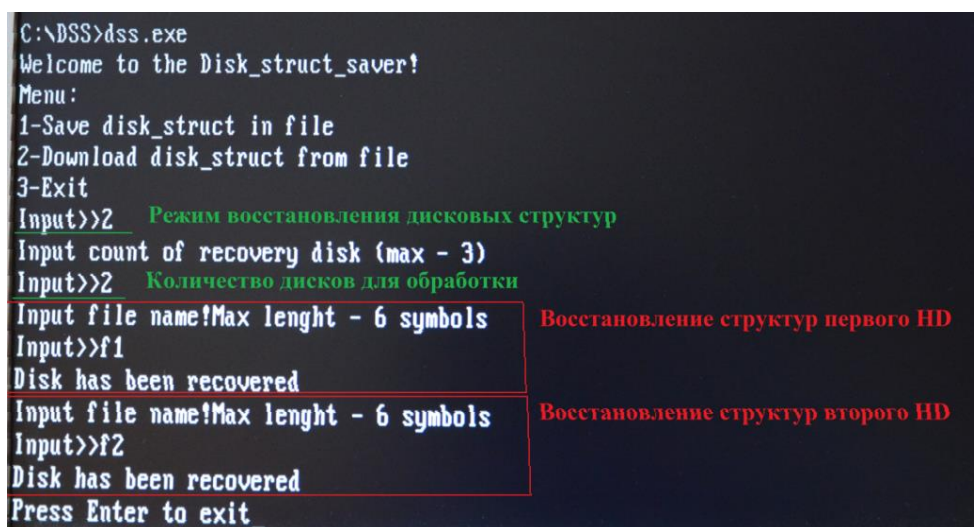 C:\DSS>dss.exe
Welcome to the Disk_struct_saver!
Menu:
1-Save disk_struct in file
2-Download disk_struct from file
3-Exit
Input>>2 Режим восстановления дисковых структур
Input count of recovery disk (max - 3)
Input>>2 Количество дисков для обработки
Input file name!Max lenght - 6 symbols Восстановление структур первого HD
Input>>f1
Disk has been recovered
Input file name!Max lenght - 6 symbols Восстановление структур второго HD
Input>>f2
Disk has been recovered
Press Enter to exit